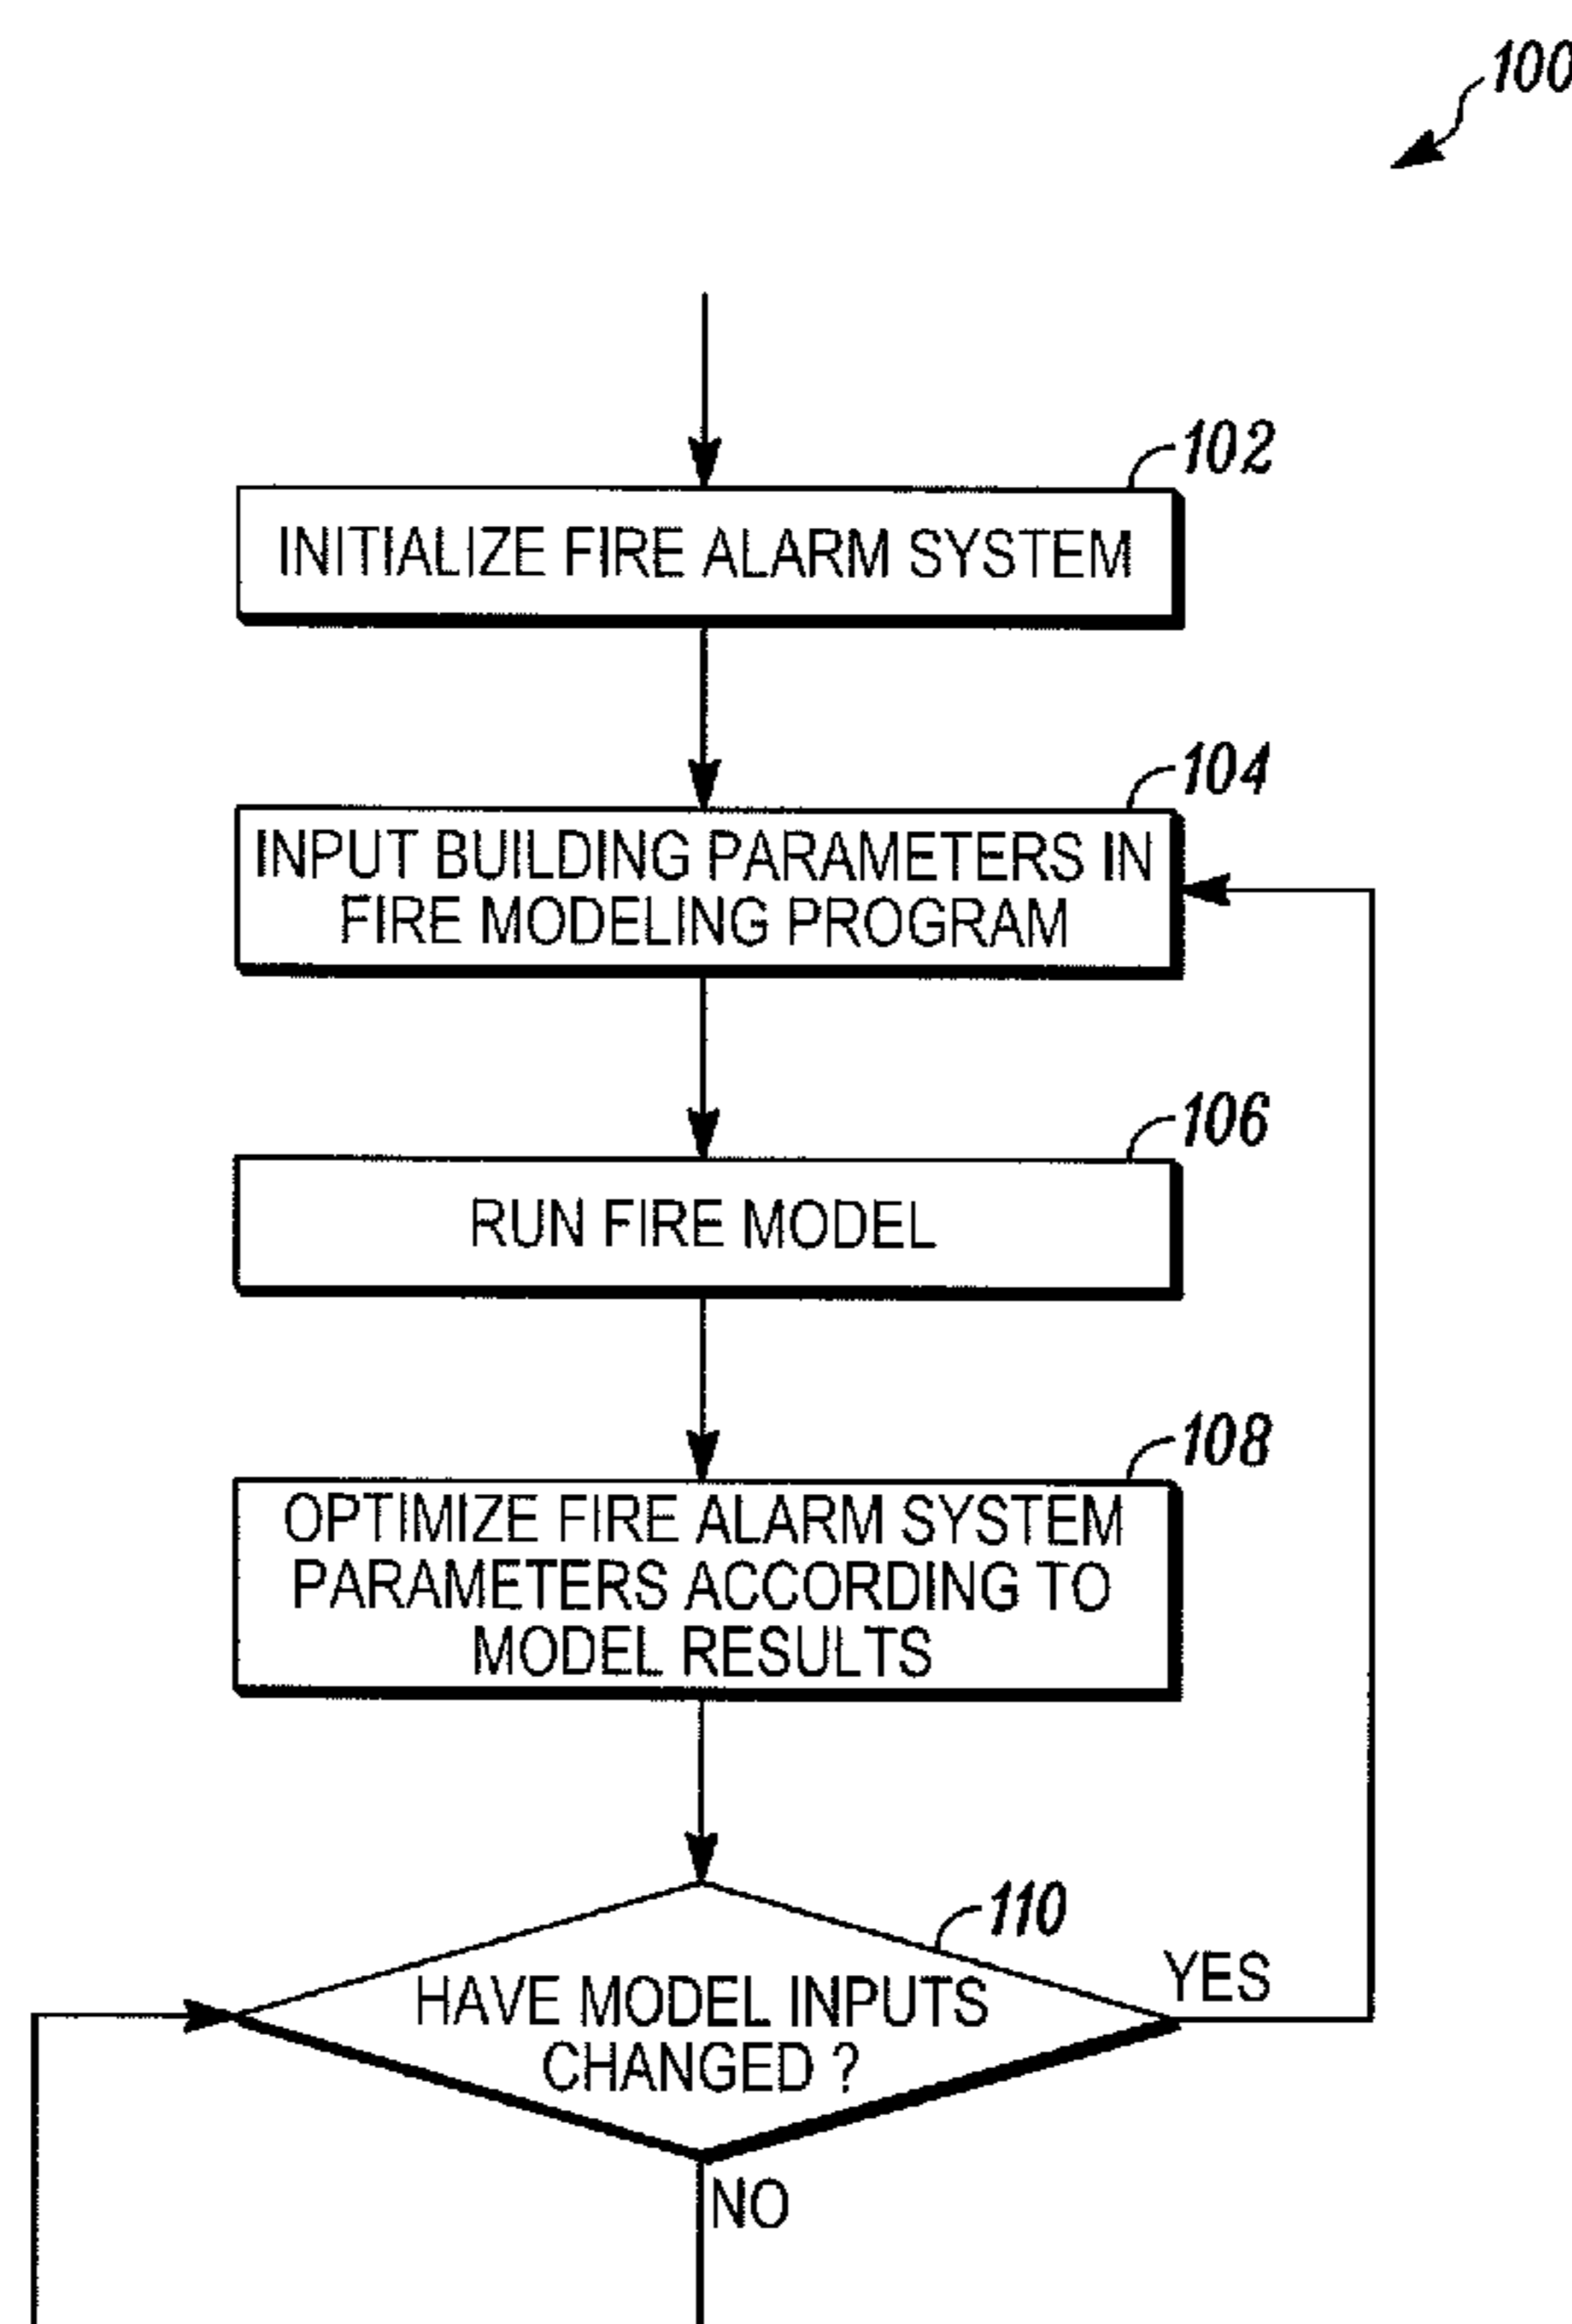 100
102
INITIALIZE FIRE ALARM SYSTEM
104
INPUT BUILDING PARAMETERS IN
FIRE MODELING PROGRAM
106
RUN FIRE MODEL
108
OPTIMIZE FIRE ALARM SYSTEM
PARAMETERS ACCORDING TO
MODEL RESULTS
110
HAVE MODEL INPUTS
CHANGED ?
YES
NO